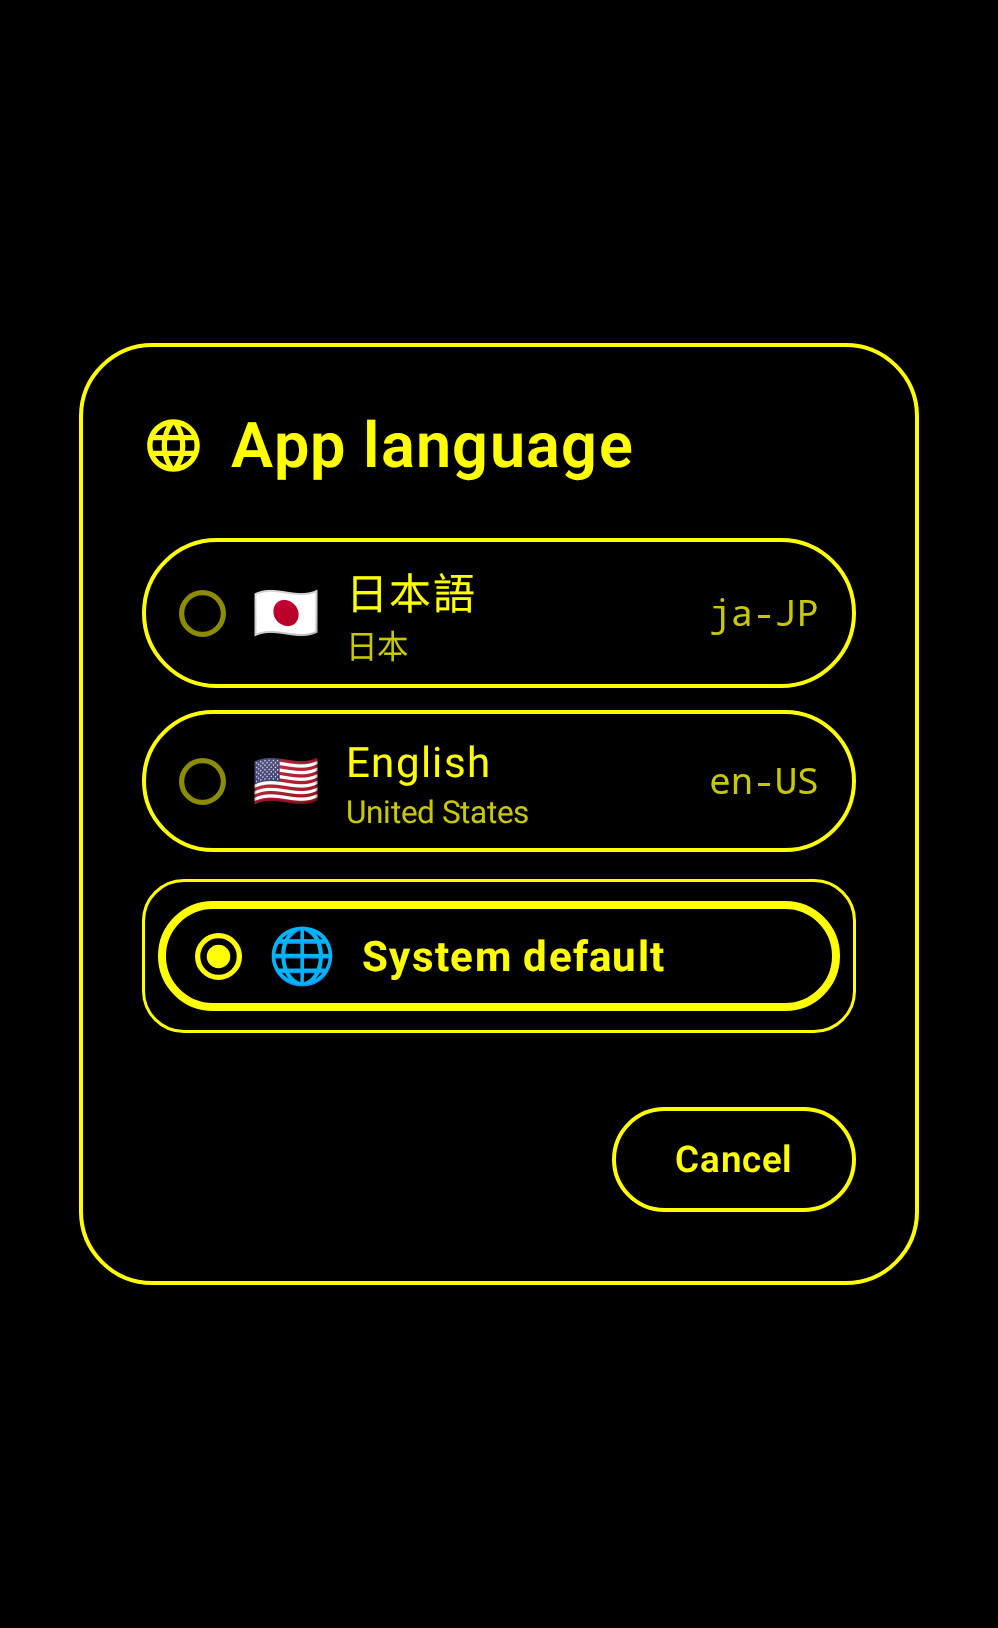 App language
日本語
日本
ja-JP
English
United States
en-US
System default
Cancel